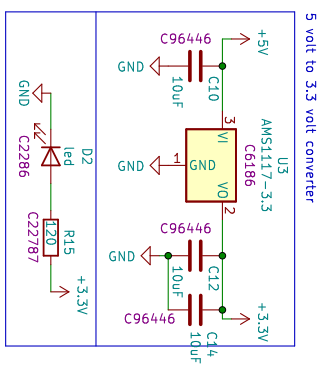 5 volt to 3.3 volt converter
C96446
+5V
GND
10uF
C10
3
VI
AMS1117-3.3
C6186
U3
1
GND
VO
2
C96446
GND
10uF
C12
+3.3V
C96446
10uF
C14
GND
D2
led
C2286
R15
120
C22787
+3.3V